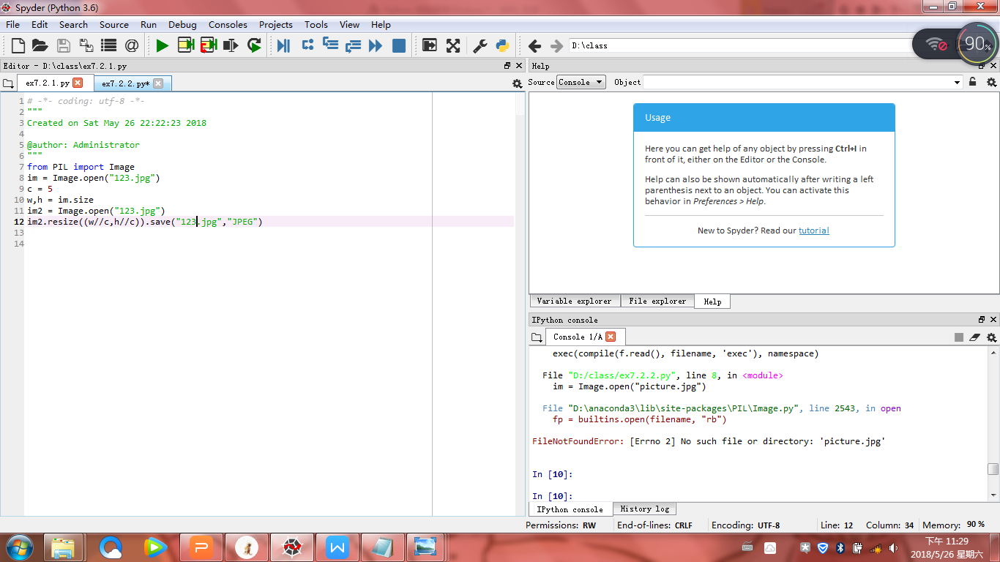 Spyder (Python 3.6)
File Edit Search Source Run Debug Consoles Projects Tools View Help
D:\class
90%
Editor - D:\class\ex7.2.1.py
ex7.2.1.py
ex7.2.2.py*
1 # -*- coding: utf-8 -*-
2 """
3 Created on Sat May 26 22:22:23 2018
4
5 @author: Administrator
6 """
7 from PIL import Image
8 im = Image.open("123.jpg")
9 c = 5
10 w,h = im.size
11 im2 = Image.open("123.jpg")
12 im2.resize((w//c,h//c)).save("123.jpg","JPEG")
13
14
Help
Source Console Object
Usage
Here you can get help of any object by pressing Ctrl+I in
front of it, either on the Editor or the Console.
Help can also be shown automatically after writing a left
parenthesis next to an object. You can activate this
behavior in Preferences > Help.
New to Spyder? Read our tutorial
Variable explorer File explorer Help
IPython console
Console 1/A
exec(compile(f.read(), filename, 'exec'), namespace)
File "D:/class/ex7.2.2.py", line 8, in <module>
im = Image.open("picture.jpg")
File "D:\anaconda3\lib\site-packages\PIL\Image.py", line 2543, in open
fp = builtins.open(filename, "rb")
FileNotFoundError: [Errno 2] No such file or directory: 'picture.jpg'
In [10]:
In [10]:
IPython console History log
Permissions: RW End-of-lines: CRLF Encoding: UTF-8 Line: 12 Column: 34 Memory: 90 %
下午 11:29
2018/5/26 星期六